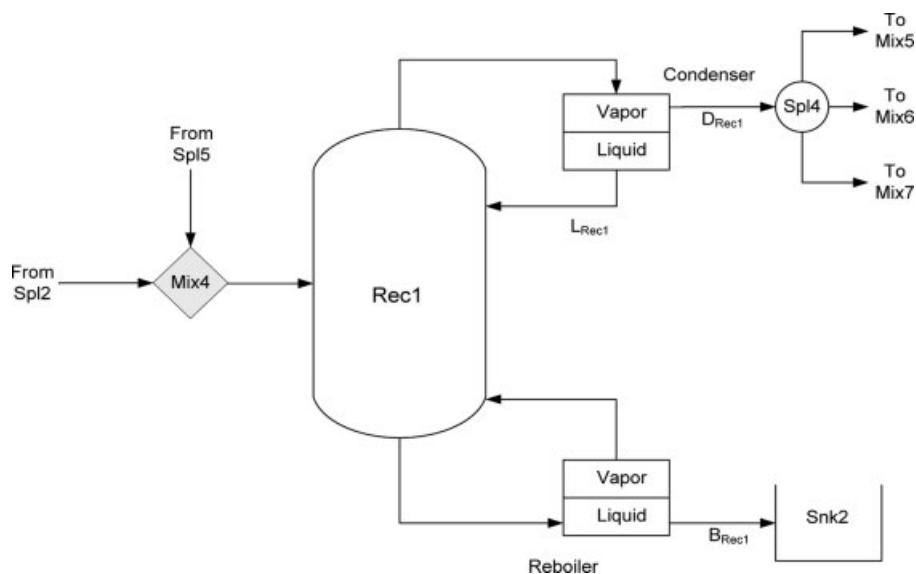 To
Mix5
Condenser
Vapor
D_Rec1
Spl4
To
Mix6
Liquid
From
Spl5
To
Mix7
L_Rec1
From
Spl2
Mix4
Rec1
Vapor
Liquid
B_Rec1
Snk2
Reboiler